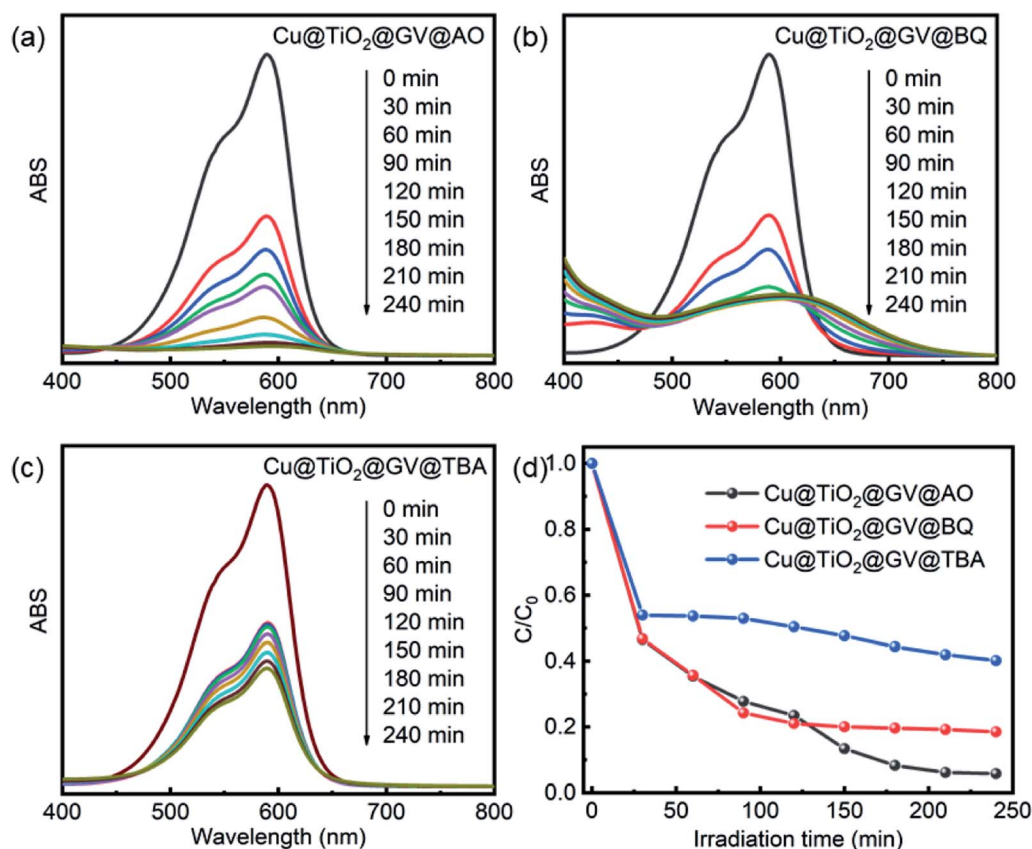 (a)
Cu@TiO₂@GV@AO
0 min
30 min
60 min
90 min
120 min
150 min
180 min
210 min
240 min
ABS
400 500 600 700 800
Wavelength (nm)
(b)
Cu@TiO₂@GV@BQ
0 min
30 min
60 min
90 min
120 min
150 min
180 min
210 min
240 min
ABS
400 500 600 700 800
Wavelength (nm)
(c)
Cu@TiO₂@GV@TBA
0 min
30 min
60 min
90 min
120 min
150 min
180 min
210 min
240 min
ABS
400 500 600 700 800
Wavelength (nm)
(d)
1.0
0.8
0.6
0.4
0.2
0.0
C/C₀
Cu@TiO₂@GV@AO
Cu@TiO₂@GV@BQ
Cu@TiO₂@GV@TBA
0 50 100 150 200 250
Irradiation time (min)